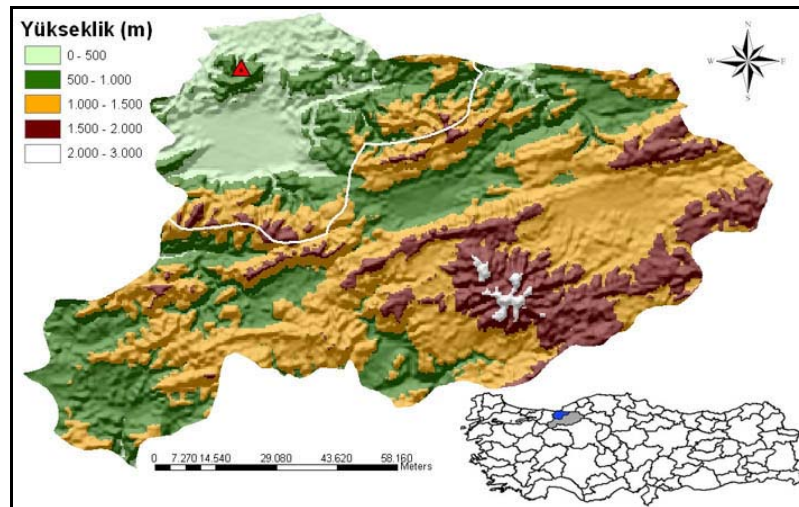 Yükseklik (m)
0 - 500
500 - 1.000
1.000 - 1.500
1.500 - 2.000
2.000 - 3.000
N
W E
S
0 7.270 14.540 29.080 43.620 58.160
Meters